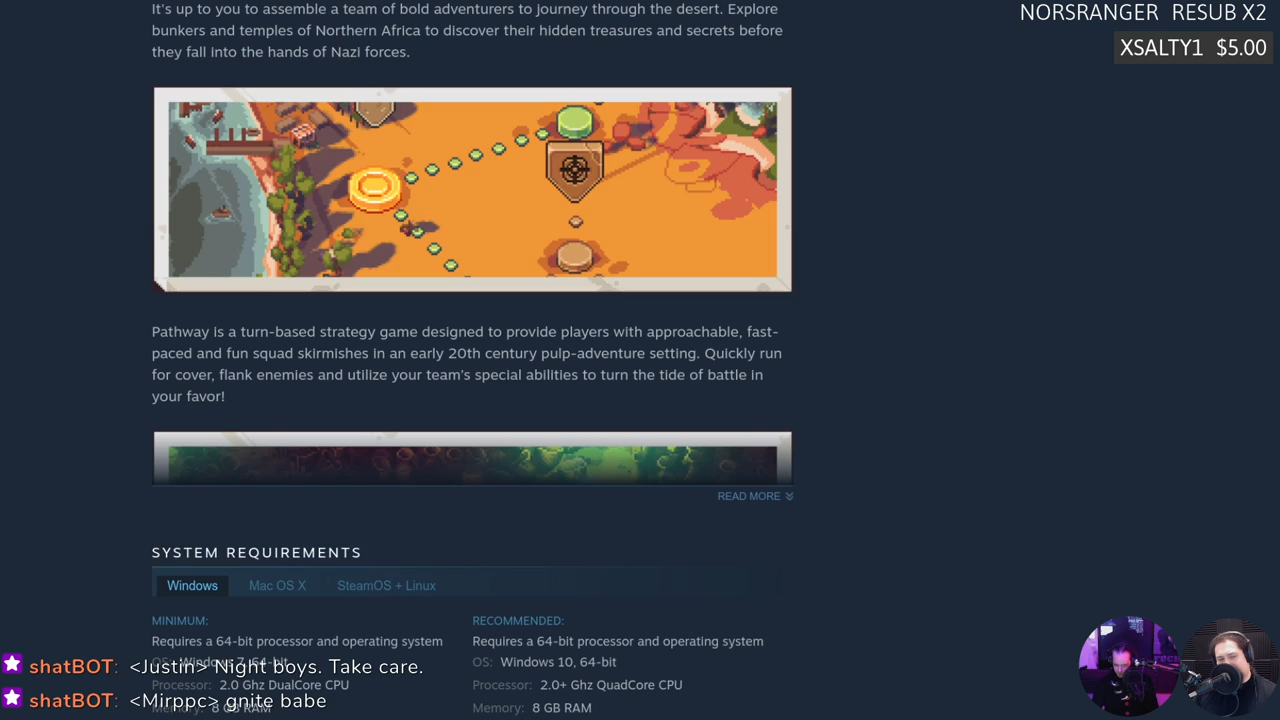 It's up to you to assemble a team of bold adventurers to journey through the desert. Explore
bunkers and temples of Northern Africa to discover their hidden treasures and secrets before
they fall into the hands of Nazi forces.
NORSRANGER RESUB X2
XSALTY1 $5.00
Pathway is a turn-based strategy game designed to provide players with approachable, fast-
paced and fun squad skirmishes in an early 20th century pulp-adventure setting. Quickly run
for cover, flank enemies and utilize your team's special abilities to turn the tide of battle in
your favor!
READ MORE
SYSTEM REQUIREMENTS
Windows Mac OS X SteamOS + Linux
MINIMUM:
Requires a 64-bit processor and operating system
Processor: 2.0 Ghz DualCore CPU
8 GB RAM
RECOMMENDED:
Requires a 64-bit processor and operating system
OS: Windows 10, 64-bit
Processor: 2.0+ Ghz QuadCore CPU
Memory: 8 GB RAM
shatBOT: <Justin> Night boys. Take care.
shatBOT: <Mirppc> gnite babe